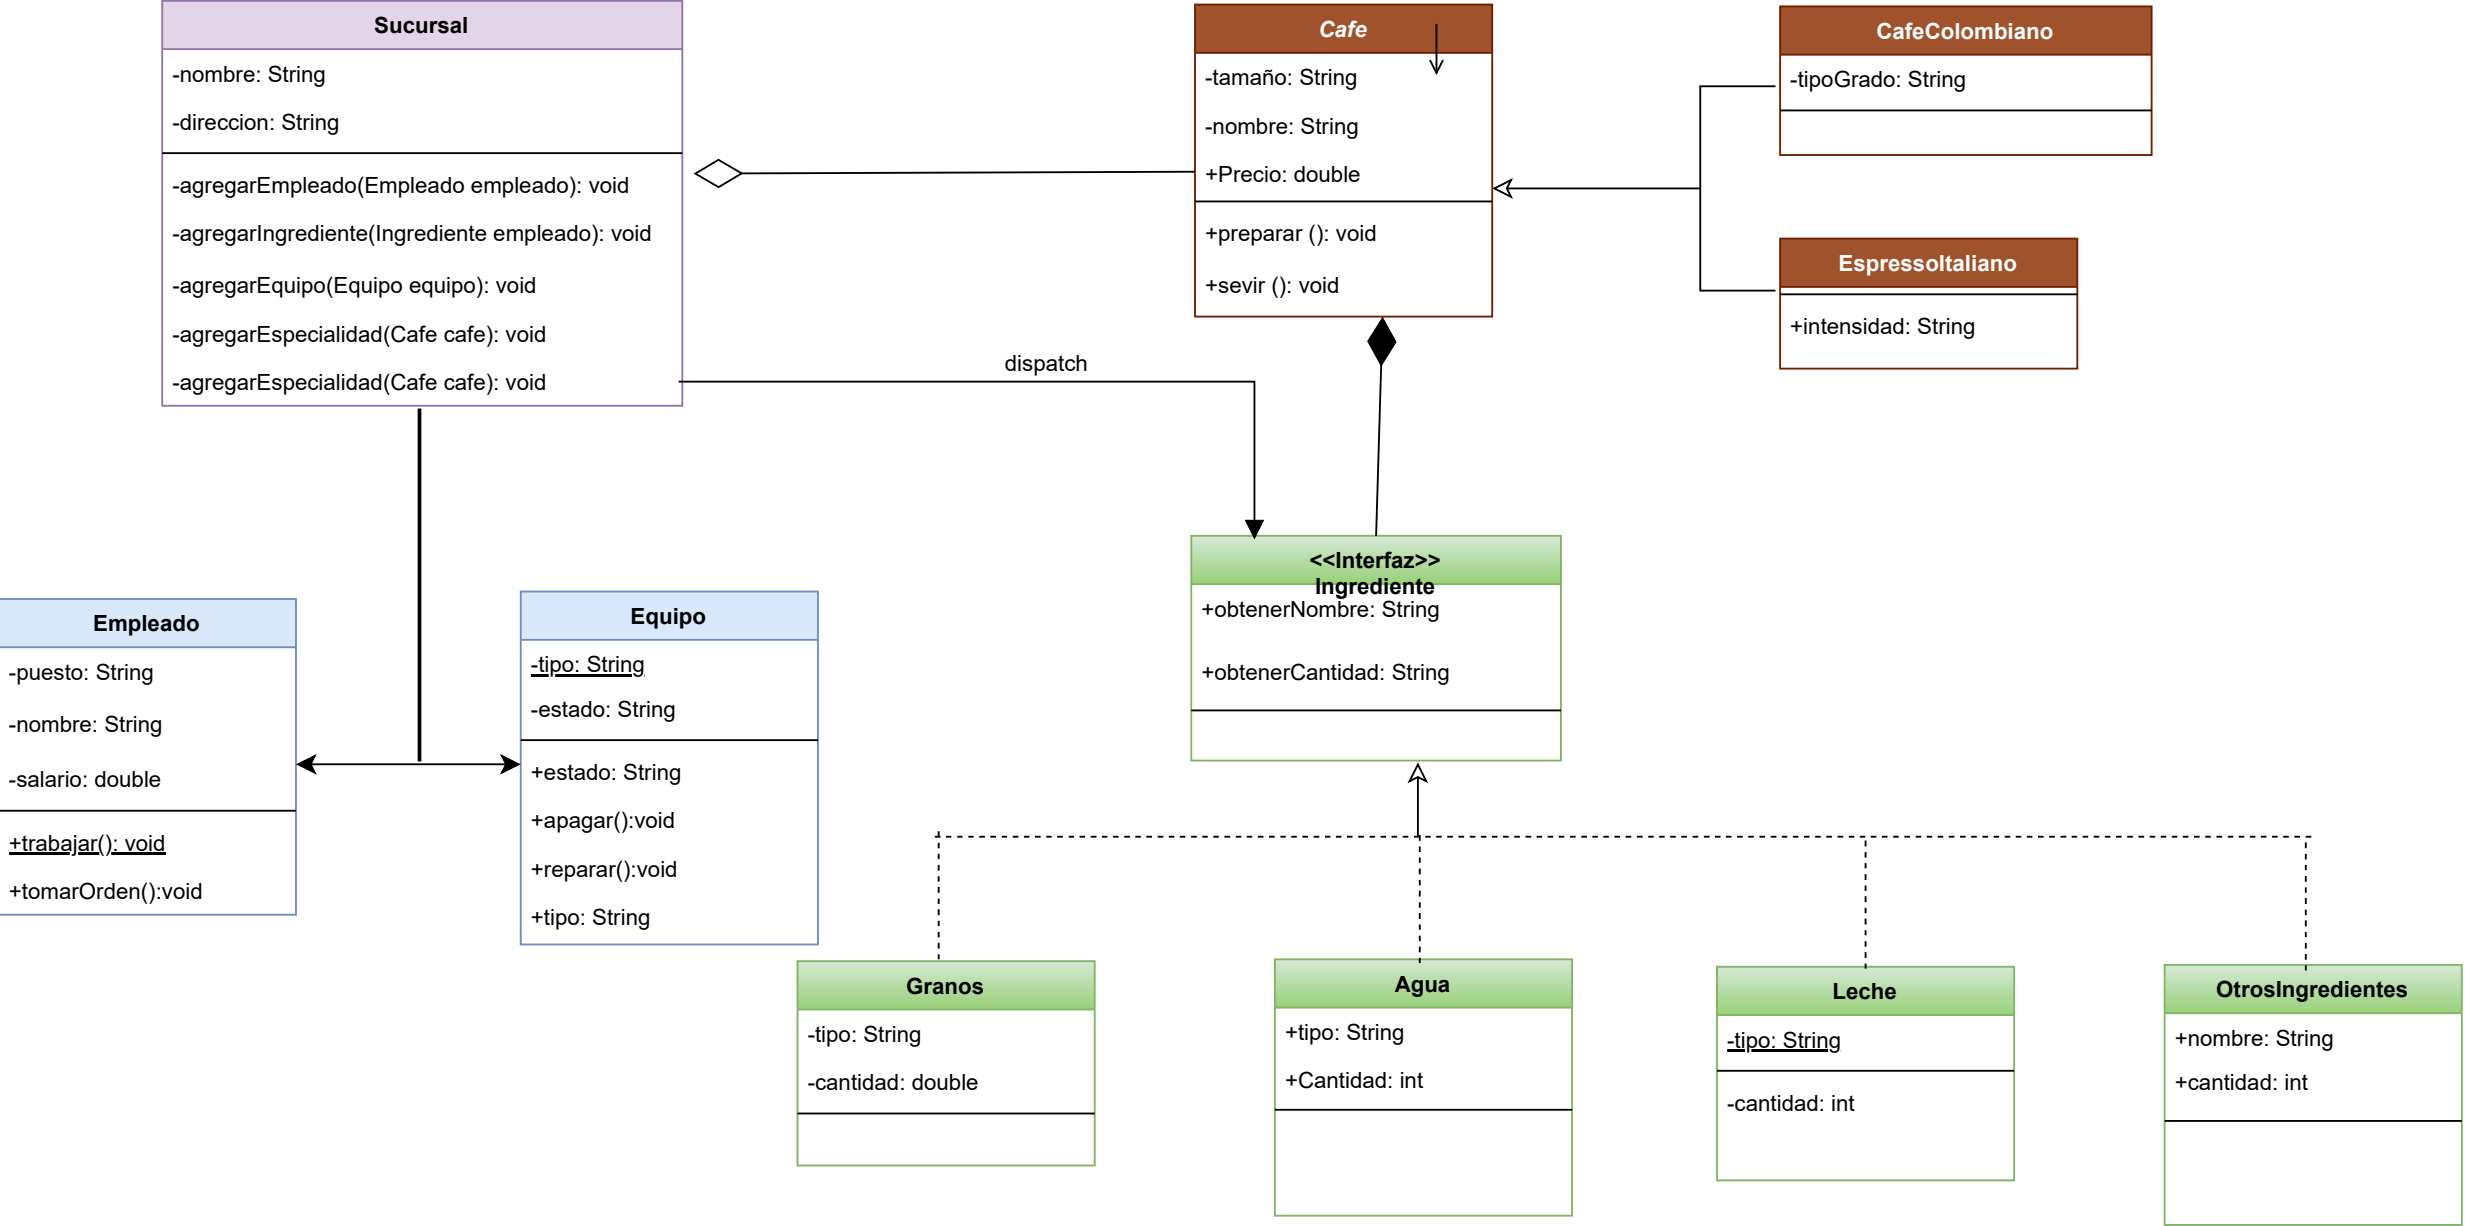 Sucursal
-nombre: String
-direccion: String
-agregarEmpleado(Empleado empleado): void
-agregarIngrediente(Ingrediente empleado): void
-agregarEquipo(Equipo equipo): void
-agregarEspecialidad(Cafe cafe): void
-agregarEspecialidad(Cafe cafe): void
Cafe
-tamaño: String
-nombre: String
+Precio: double
+preparar (): void
+sevir (): void
CafeColombiano
-tipoGrado: String
EspressoItaliano
+intensidad: String
dispatch
<<Interfaz>>
Ingrediente
+obtenerNombre: String
+obtenerCantidad: String
Empleado
-puesto: String
-nombre: String
-salario: double
+trabajar(): void
+tomarOrden():void
Equipo
-tipo: String
-estado: String
+estado: String
+apagar():void
+reparar():void
+tipo: String
Granos
-tipo: String
-cantidad: double
Agua
+tipo: String
+Cantidad: int
Leche
-tipo: String
-cantidad: int
OtrosIngredientes
+nombre: String
+cantidad: int